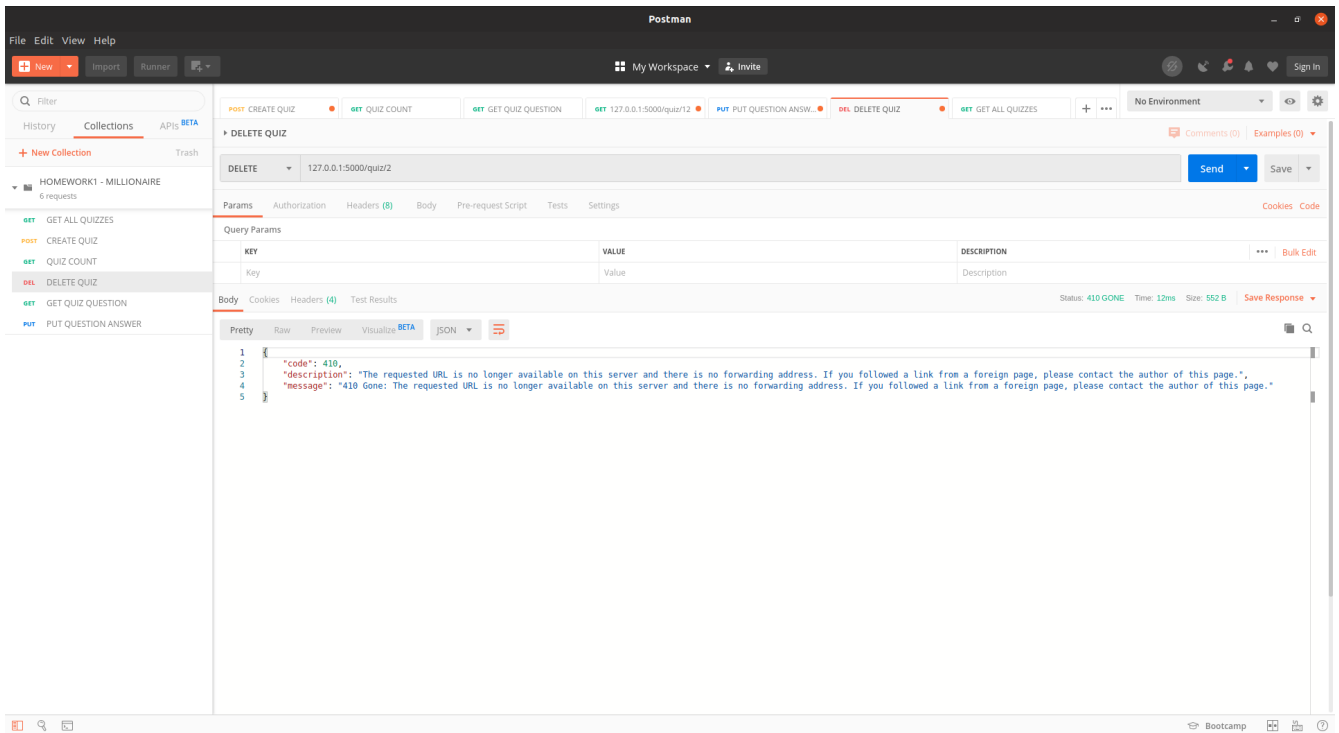 Postman
File Edit View Help
New Import Runner My Workspace Invite Sign In
Filter
History Collections APIs BETA
+ New Collection Trash
HOMEWORK1 - MILLIONAIRE
6 requests
GET GET ALL QUIZZES
POST CREATE QUIZ
GET QUIZ COUNT
DEL DELETE QUIZ
GET GET QUIZ QUESTION
PUT PUT QUESTION ANSWER
POST CREATE QUIZ GET QUIZ COUNT GET GET QUIZ QUESTION GET 127.0.0.1:5000/quiz/12 PUT PUT QUESTION ANSW... DEL DELETE QUIZ GET GET ALL QUIZZES + ••• No Environment
DELETE QUIZ Comments (0) Examples (0)
DELETE 127.0.0.1:5000/quiz/2 Send Save
Params Authorization Headers (8) Body Pre-request Script Tests Settings Cookies Code
Query Params
KEY VALUE DESCRIPTION ••• Bulk Edit
Key Value Description
Body Cookies Headers (4) Test Results Status: 410 GONE Time: 12ms Size: 552 B Save Response
Pretty Raw Preview Visualize BETA JSON
1 {
2 "code": 410,
3 "description": "The requested URL is no longer available on this server and there is no forwarding address. If you followed a link from a foreign page, please contact the author of this page.",
4 "message": "410 Gone: The requested URL is no longer available on this server and there is no forwarding address. If you followed a link from a foreign page, please contact the author of this page."
5 }
Bootcamp